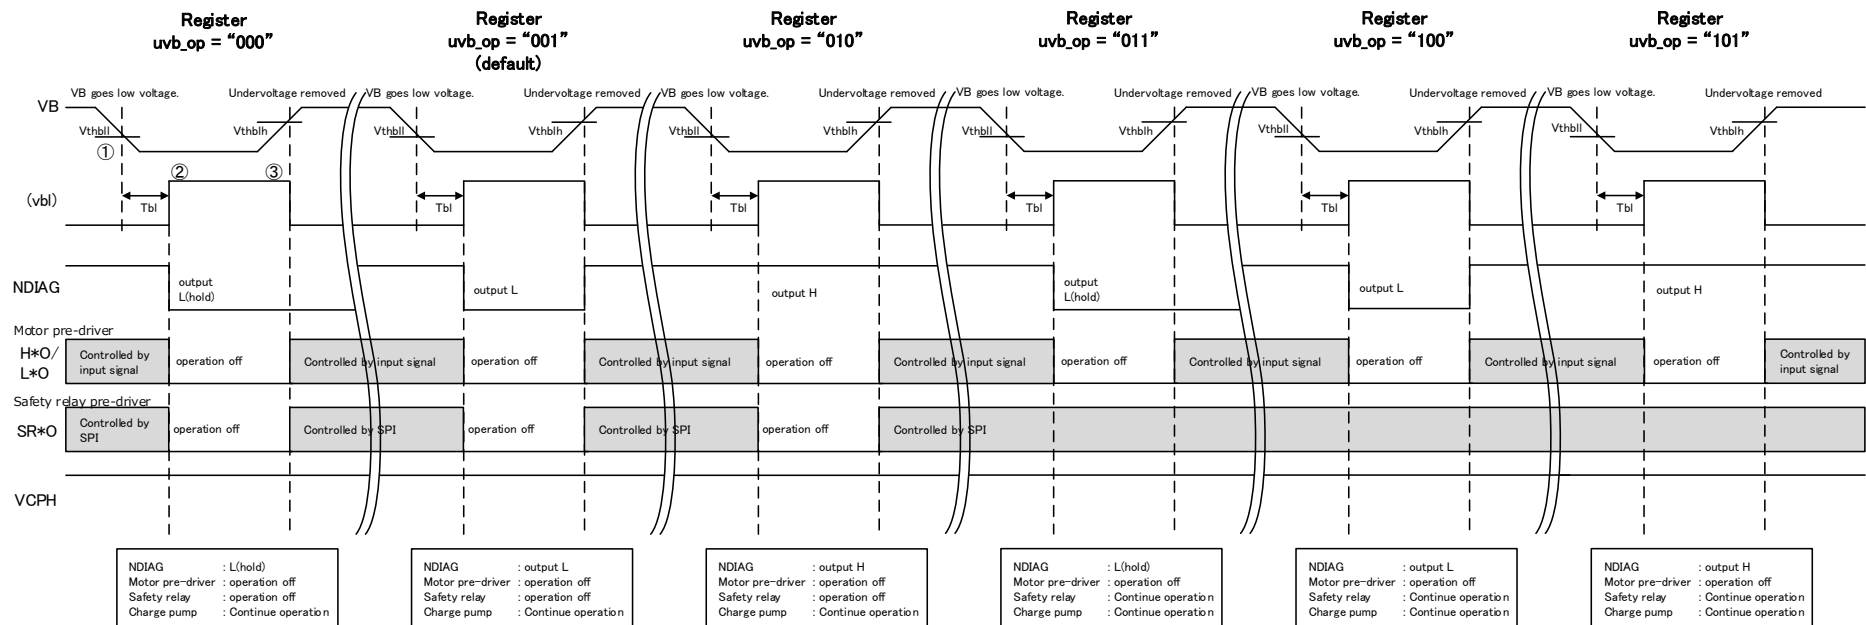 Register
uvb_op = “000”
Register
uvb_op = “001”
(default)
Register
uvb_op = “010”
Register
uvb_op = “011”
Register
uvb_op = “100”
Register
uvb_op = “101”
VB
VB goes low voltage.
Undervoltage removed
VB goes low voltage.
Undervoltage removed
VB goes low voltage.
Undervoltage removed
VB goes low voltage.
Undervoltage removed
VB goes low voltage.
Undervoltage removed
VB goes low voltage.
Undervoltage removed
Vthbll
Vthblh
Vthbll
Vthblh
Vthbll
Vthblh
Vthbll
Vthblh
Vthbll
Vthblh
Vthbll
Vthblh
①
②
③
(vbl)
Tbl
Tbl
Tbl
Tbl
Tbl
Tbl
NDIAG
output
L(hold)
output L
output H
output
L(hold)
output L
output H
Motor pre-driver
H*O/
L*O
Controlled by
input signal
operation off
Controlled by input signal
operation off
Controlled by input signal
operation off
Controlled by input signal
operation off
Controlled by input signal
operation off
Controlled by input signal
operation off
Controlled by
input signal
Safety relay pre-driver
SR*O
Controlled by
SPI
operation off
Controlled by SPI
operation off
Controlled by SPI
operation off
Controlled by SPI
VCPH
NDIAG : L(hold)
Motor pre-driver : operation off
Safety relay : operation off
Charge pump : Continue operation
NDIAG : output L
Motor pre-driver : operation off
Safety relay : operation off
Charge pump : Continue operation
NDIAG : output H
Motor pre-driver : operation off
Safety relay : operation off
Charge pump : Continue operation
NDIAG : L(hold)
Motor pre-driver : operation off
Safety relay : Continue operation
Charge pump : Continue operation
NDIAG : output L
Motor pre-driver : operation off
Safety relay : Continue operation
Charge pump : Continue operation
NDIAG : output H
Motor pre-driver : operation off
Safety relay : Continue operation
Charge pump : Continue operation